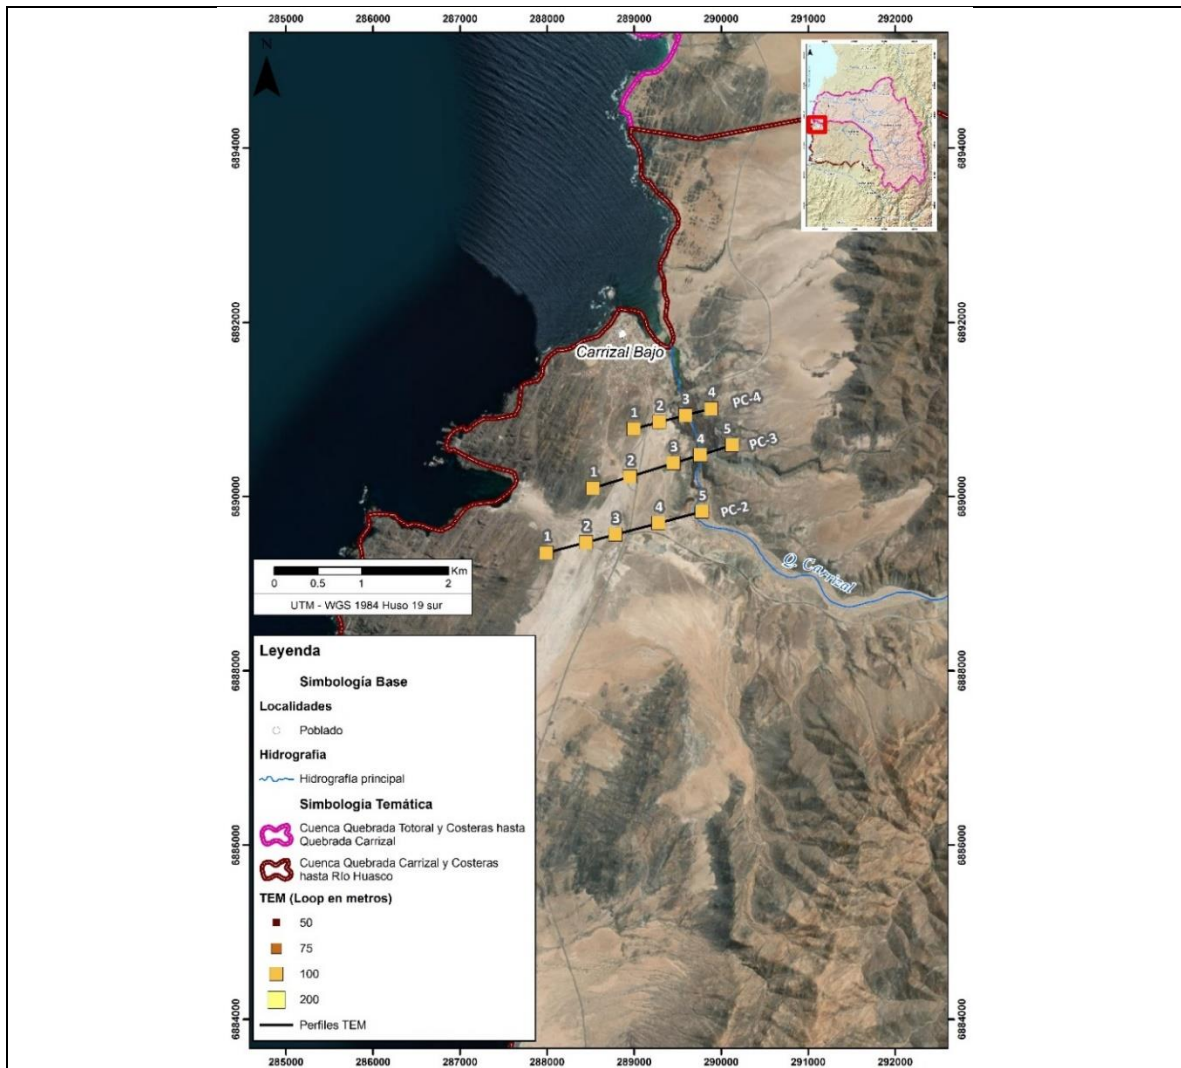 285000 286000 287000 288000 289000 290000 291000 292000
N
6894000 6894000
6892000 6892000
Carrizal Bajo
1 2 3 4 PC-4
1 2 3 4 5 PC-3
1 2 3 4 5 PC-2
6890000 6890000
Q. Carrizal
Km
0 0.5 1 2
UTM - WGS 1984 Huso 19 sur
6888000 6888000
Leyenda
Simbología Base
Localidades
Poblado
Hidrografia
Hidrografía principal
Simbología Temática
Cuenca Quebrada Totoral y Costeras hasta
Quebrada Carrizal
Cuenca Quebrada Carrizal y Costeras
hasta Río Huasco
6886000 6886000
TEM (Loop en metros)
50
75
100
200
Perfiles TEM
6884000 6884000
285000 286000 287000 288000 289000 290000 291000 292000